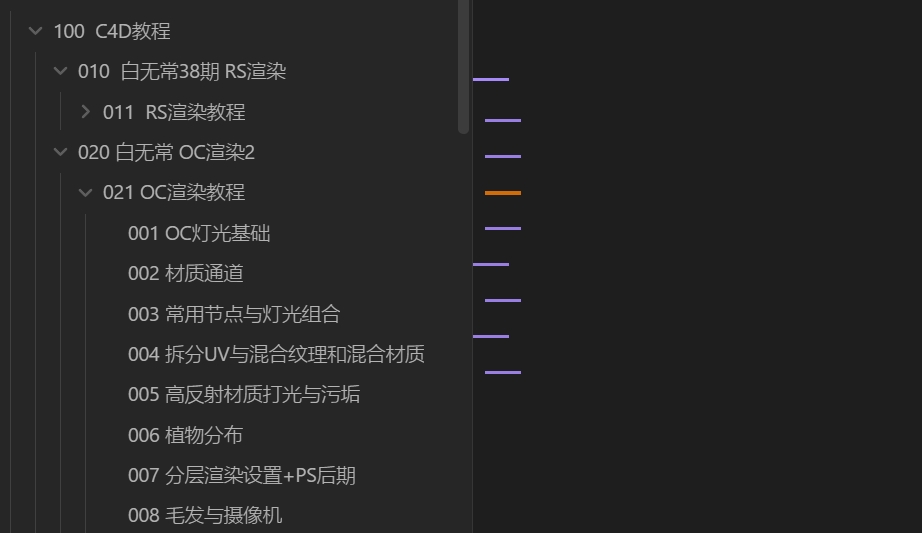 100  C4D教程
010  白无常38期 RS渲染
011  RS渲染教程
020 白无常 OC渲染2
021 OC渲染教程
001 OC灯光基础
002 材质通道
003 常用节点与灯光组合
004 拆分UV与混合纹理和混合材质
005 高反射材质打光与污垢
006 植物分布
007 分层渲染设置+PS后期
008 毛发与摄像机